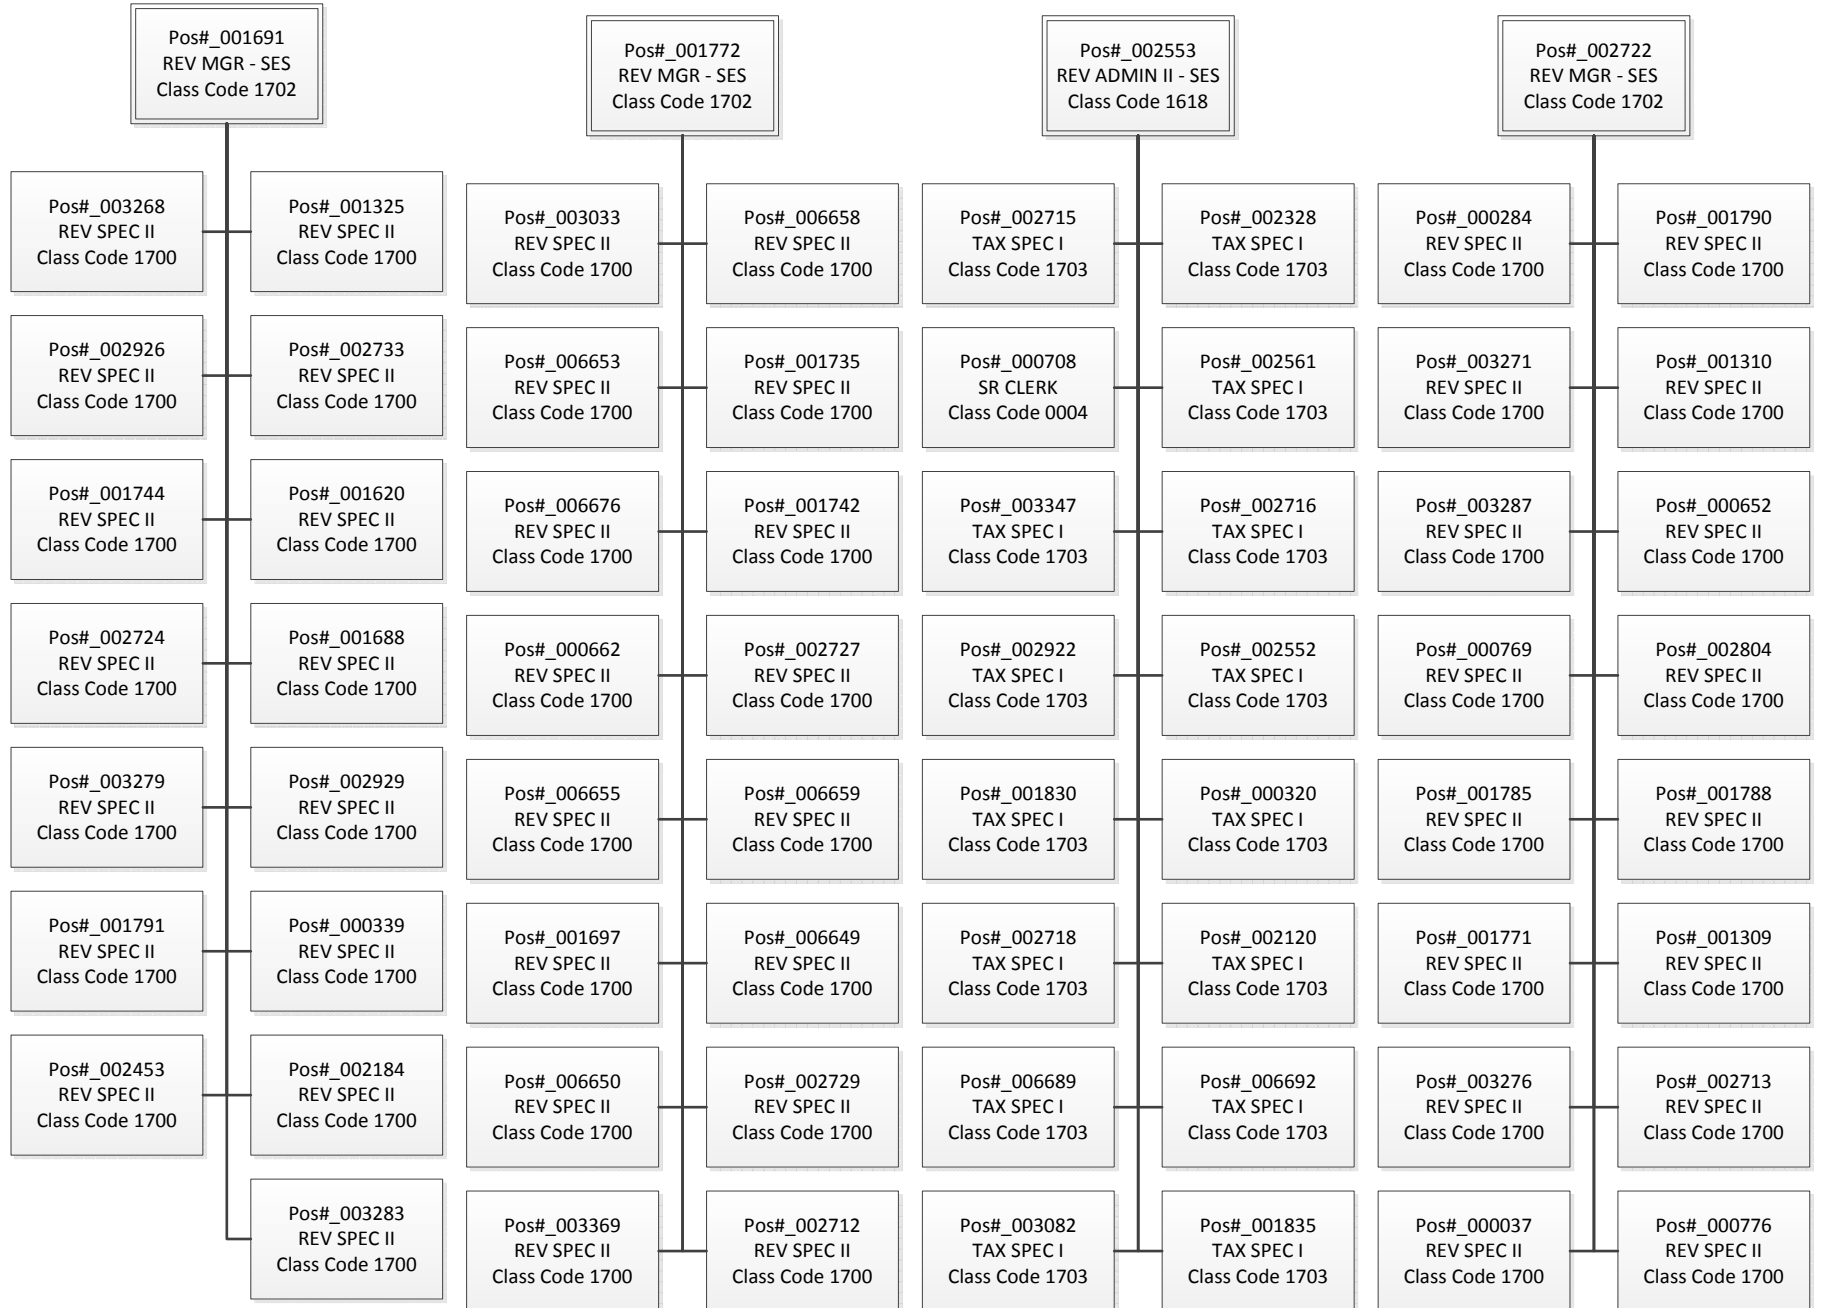 Pos#_001691
REV MGR - SES
Class Code 1702
Pos#_003268
REV SPEC II
Class Code 1700
Pos#_001325
REV SPEC II
Class Code 1700
Pos#_002926
REV SPEC II
Class Code 1700
Pos#_002733
REV SPEC II
Class Code 1700
Pos#_001744
REV SPEC II
Class Code 1700
Pos#_001620
REV SPEC II
Class Code 1700
Pos#_002724
REV SPEC II
Class Code 1700
Pos#_001688
REV SPEC II
Class Code 1700
Pos#_003279
REV SPEC II
Class Code 1700
Pos#_002929
REV SPEC II
Class Code 1700
Pos#_001791
REV SPEC II
Class Code 1700
Pos#_000339
REV SPEC II
Class Code 1700
Pos#_002453
REV SPEC II
Class Code 1700
Pos#_002184
REV SPEC II
Class Code 1700
Pos#_003283
REV SPEC II
Class Code 1700
Pos#_001772
REV MGR - SES
Class Code 1702
Pos#_003033
REV SPEC II
Class Code 1700
Pos#_006658
REV SPEC II
Class Code 1700
Pos#_006653
REV SPEC II
Class Code 1700
Pos#_001735
REV SPEC II
Class Code 1700
Pos#_006676
REV SPEC II
Class Code 1700
Pos#_001742
REV SPEC II
Class Code 1700
Pos#_000662
REV SPEC II
Class Code 1700
Pos#_002727
REV SPEC II
Class Code 1700
Pos#_006655
REV SPEC II
Class Code 1700
Pos#_006659
REV SPEC II
Class Code 1700
Pos#_001697
REV SPEC II
Class Code 1700
Pos#_006649
REV SPEC II
Class Code 1700
Pos#_006650
REV SPEC II
Class Code 1700
Pos#_002729
REV SPEC II
Class Code 1700
Pos#_003369
REV SPEC II
Class Code 1700
Pos#_002712
REV SPEC II
Class Code 1700
Pos#_002553
REV ADMIN II - SES
Class Code 1618
Pos#_002715
TAX SPEC I
Class Code 1703
Pos#_002328
TAX SPEC I
Class Code 1703
Pos#_000708
SR CLERK
Class Code 0004
Pos#_002561
TAX SPEC I
Class Code 1703
Pos#_003347
TAX SPEC I
Class Code 1703
Pos#_002716
TAX SPEC I
Class Code 1703
Pos#_002922
TAX SPEC I
Class Code 1703
Pos#_002552
TAX SPEC I
Class Code 1703
Pos#_001830
TAX SPEC I
Class Code 1703
Pos#_000320
TAX SPEC I
Class Code 1703
Pos#_002718
TAX SPEC I
Class Code 1703
Pos#_002120
TAX SPEC I
Class Code 1703
Pos#_006689
TAX SPEC I
Class Code 1703
Pos#_006692
TAX SPEC I
Class Code 1703
Pos#_003082
TAX SPEC I
Class Code 1703
Pos#_001835
TAX SPEC I
Class Code 1703
Pos#_002722
REV MGR - SES
Class Code 1702
Pos#_000284
REV SPEC II
Class Code 1700
Pos#_001790
REV SPEC II
Class Code 1700
Pos#_003271
REV SPEC II
Class Code 1700
Pos#_001310
REV SPEC II
Class Code 1700
Pos#_003287
REV SPEC II
Class Code 1700
Pos#_000652
REV SPEC II
Class Code 1700
Pos#_000769
REV SPEC II
Class Code 1700
Pos#_002804
REV SPEC II
Class Code 1700
Pos#_001785
REV SPEC II
Class Code 1700
Pos#_001788
REV SPEC II
Class Code 1700
Pos#_001771
REV SPEC II
Class Code 1700
Pos#_001309
REV SPEC II
Class Code 1700
Pos#_003276
REV SPEC II
Class Code 1700
Pos#_002713
REV SPEC II
Class Code 1700
Pos#_000037
REV SPEC II
Class Code 1700
Pos#_000776
REV SPEC II
Class Code 1700